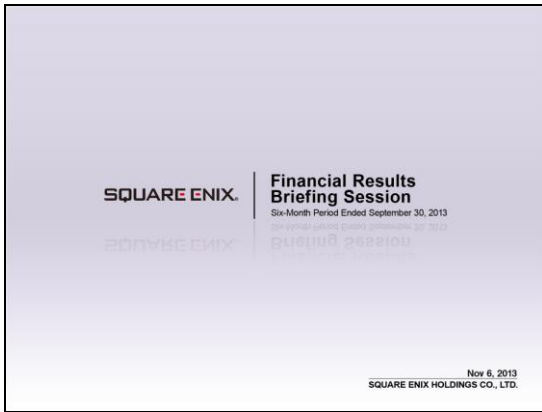 SQUARE ENIX.
Financial Results
Briefing Session
Six-Month Period Ended September 30, 2013
Nov 6, 2013
SQUARE ENIX HOLDINGS CO., LTD.